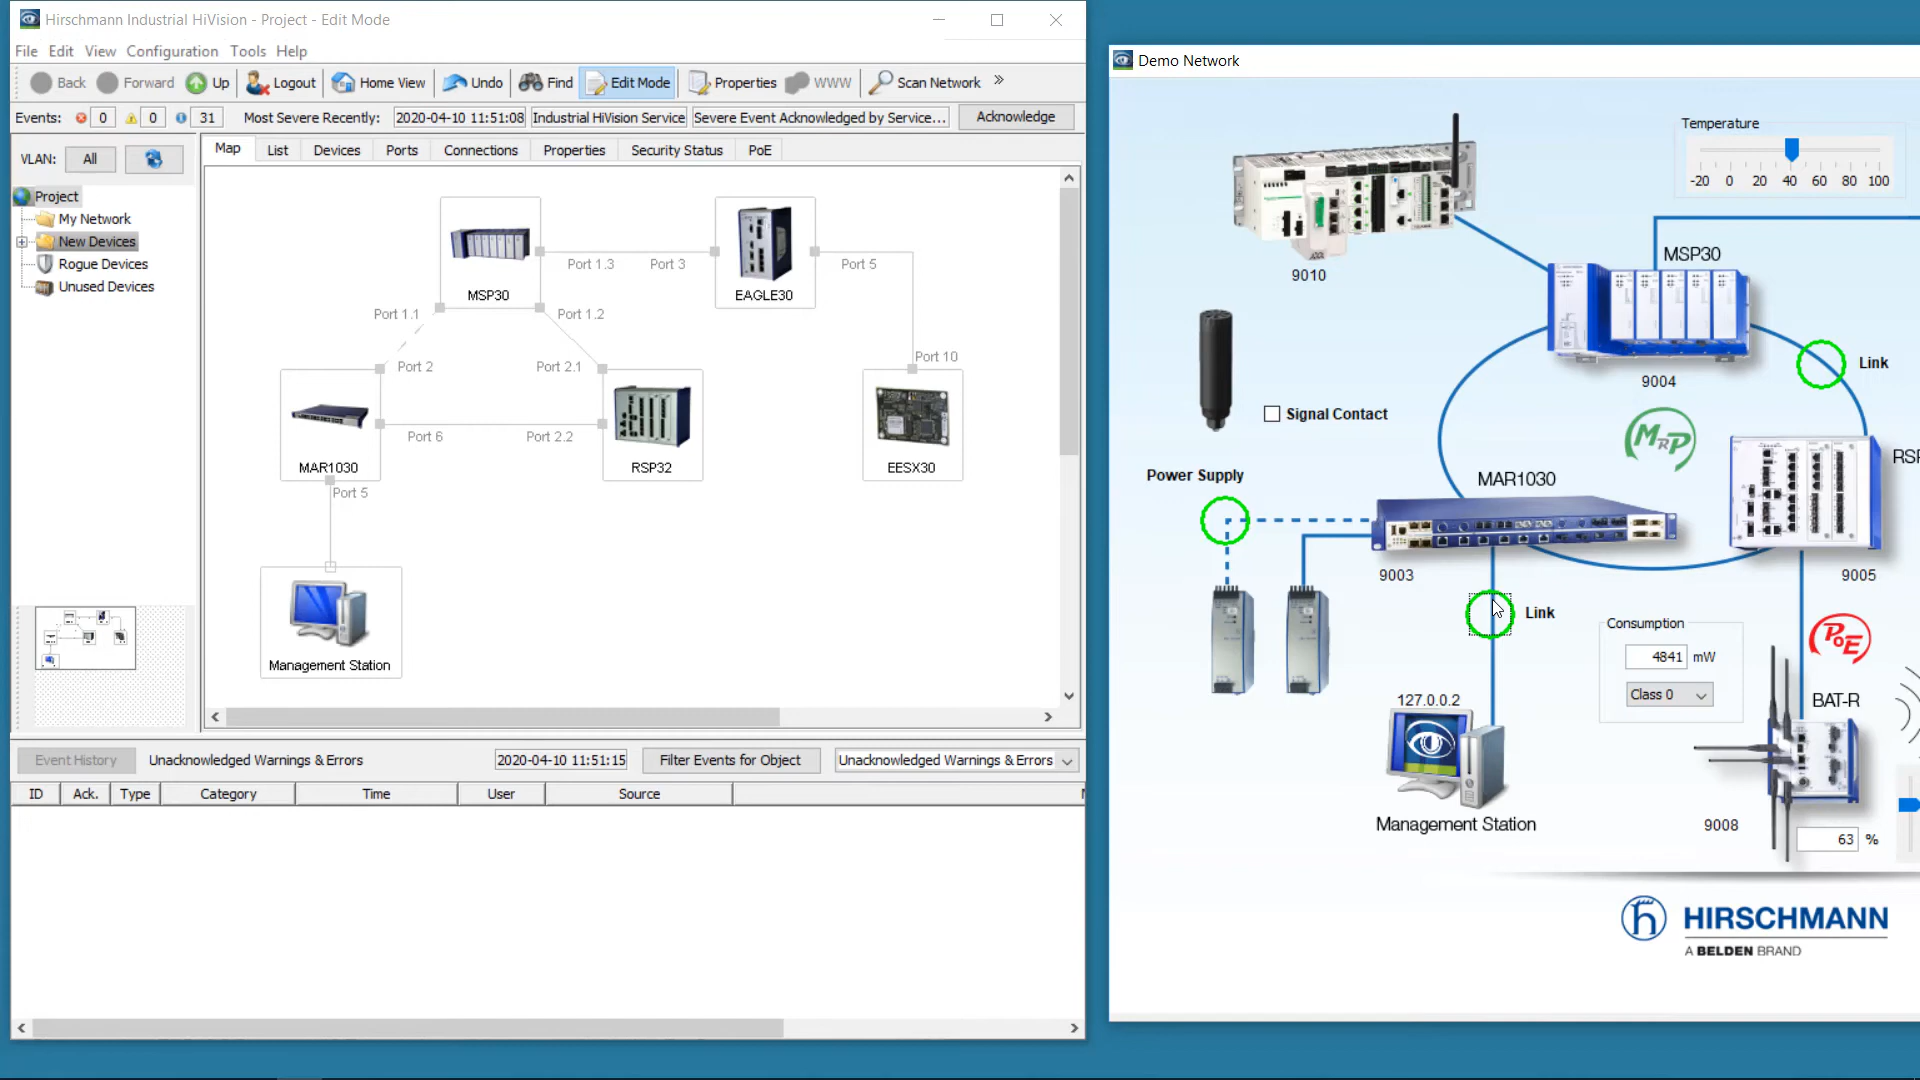 Hirschmann Industrial HiVision - Project - Edit Mode
File Edit View Configuration Tools Help
Back Forward Up Logout Home View Undo Find Edit Mode Properties WWW Scan Network »
Events: 0 0 31 Most Severe Recently: 2020-04-10 11:51:08 Industrial HiVision Service Severe Event Acknowledged by Service... Acknowledge
VLAN: All
Project
My Network
New Devices
Rogue Devices
Unused Devices
Map List Devices Ports Connections Properties Security Status PoE
MSP30
EAGLE30
Port 1.3 Port 3 Port 5
Port 1.1 Port 1.2
Port 10
Port 2 Port 2.1
Port 6 Port 2.2
MAR1030 RSP32 EESX30
Port 5
Management Station
Event History Unacknowledged Warnings & Errors 2020-04-10 11:51:15 Filter Events for Object Unacknowledged Warnings & Errors
ID Ack. Type Category Time User Source
Demo Network
Temperature
-20 0 20 40 60 80 100
9010
MSP30
9004
Link
Signal Contact
MRP
Power Supply
MAR1030
9003
9005
Link
Consumption
4841 mW
Class 0
PoE
BAT-R
127.0.0.2
Management Station
9008
63 %
HIRSCHMANN
A BELDEN BRAND